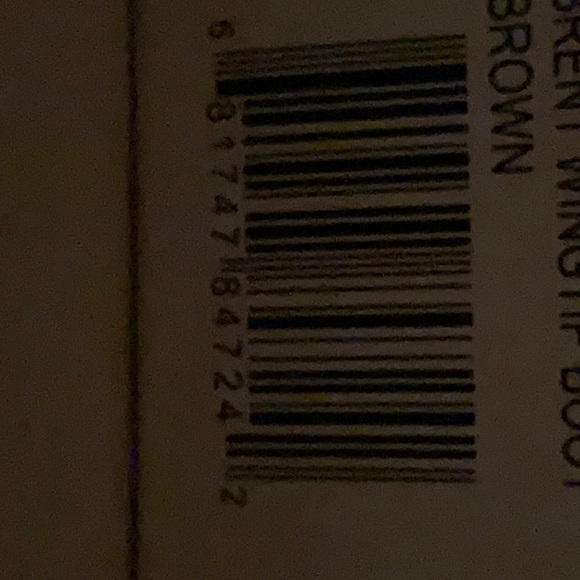 BRENT WINGTIP BOOT
BROWN
6 81747 84724 2